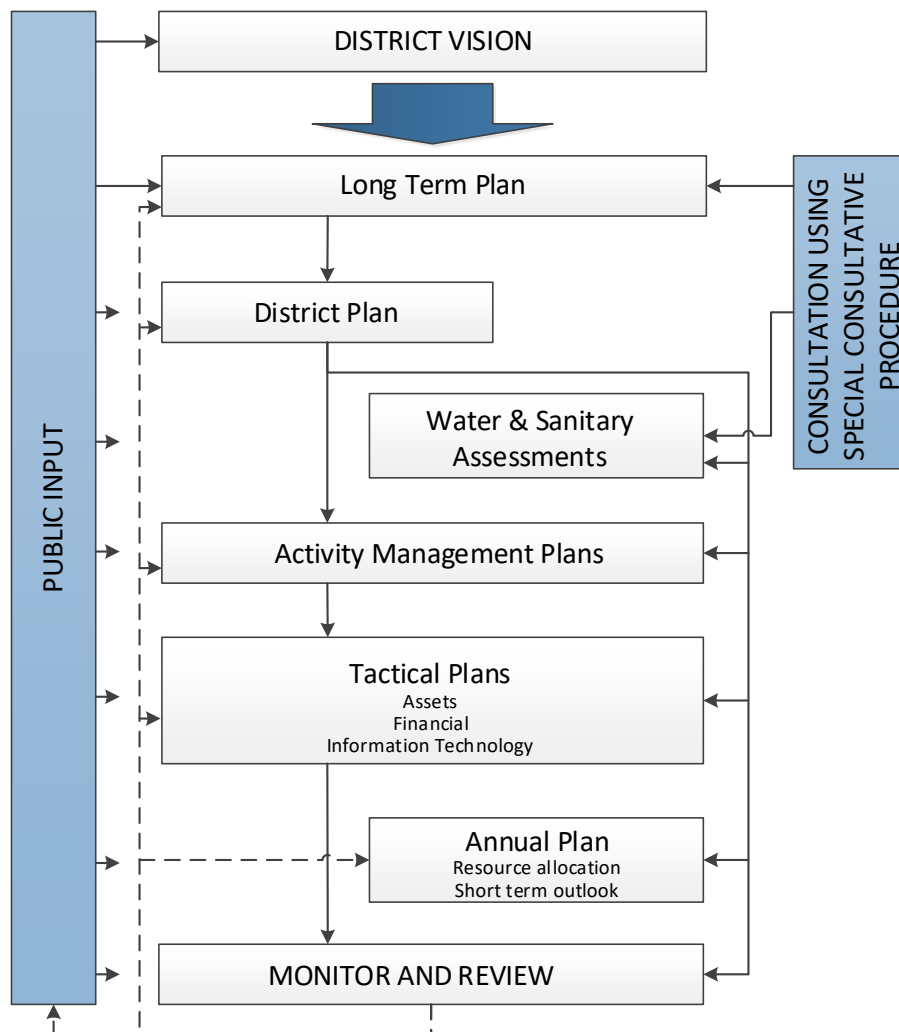 DISTRICT VISION
Long Term Plan
District Plan
Water & Sanitary
Assessments
Activity Management Plans
Tactical Plans
Assets
Financial
Information Technology
Annual Plan
Resource allocation
Short term outlook
MONITOR AND REVIEW
PUBLIC INPUT
CONSULTATION USING
SPECIAL CONSULTATIVE
PROCEDURE